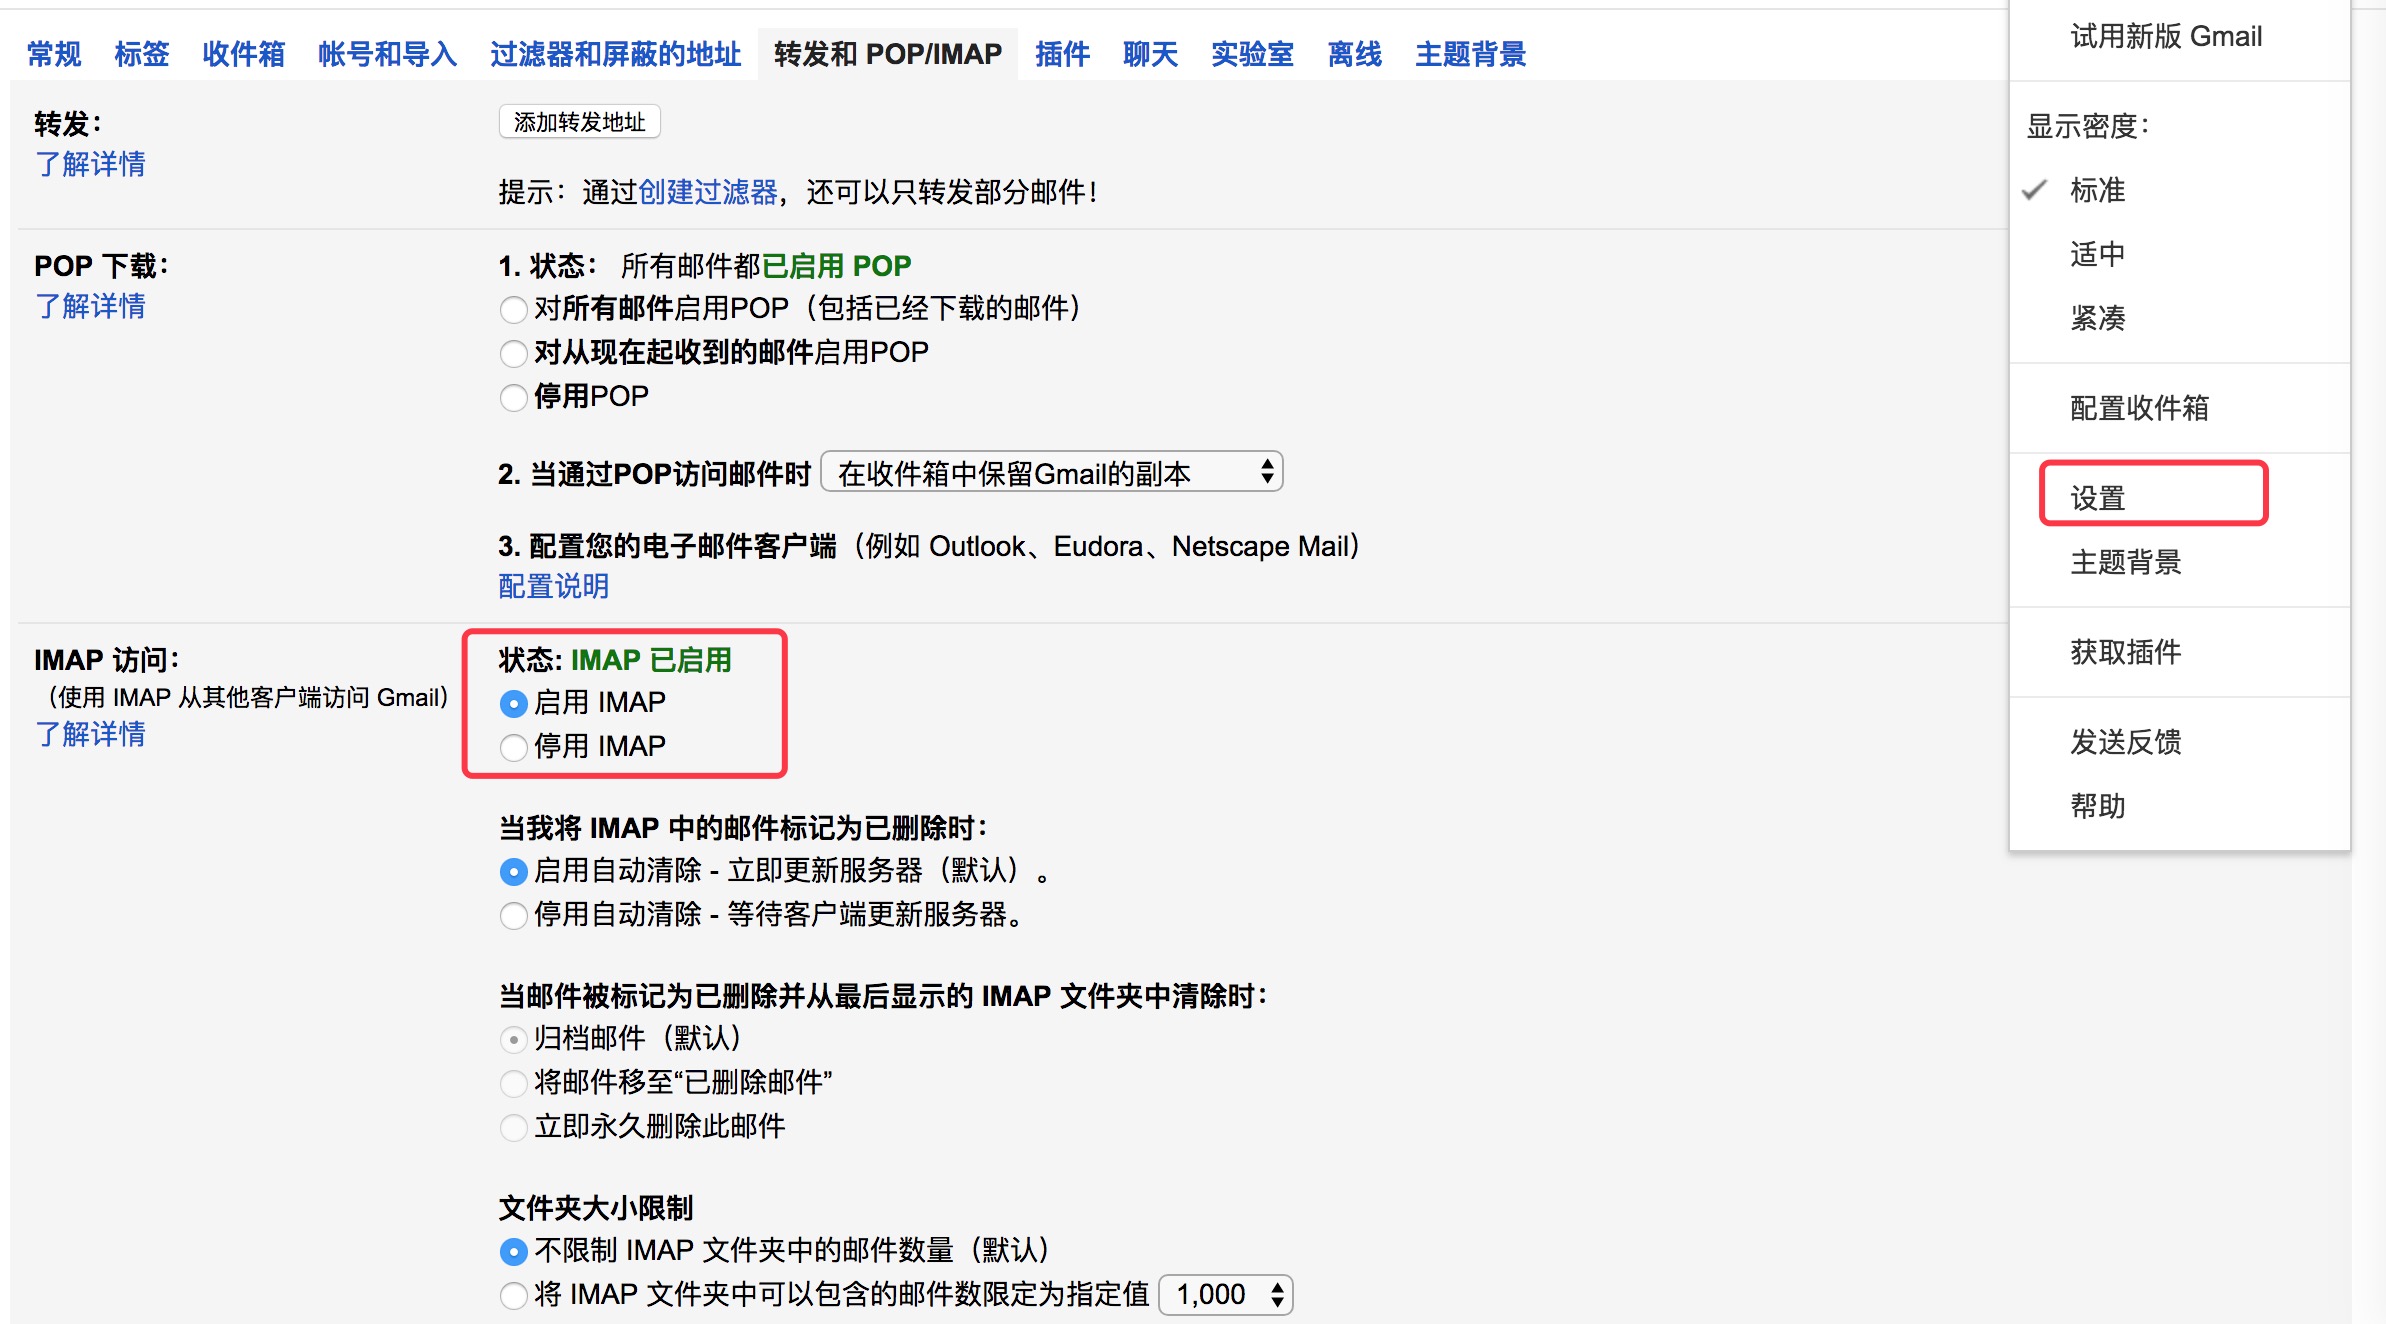 常规 标签 收件箱 帐号和导入 过滤器和屏蔽的地址 转发和 POP/IMAP 插件 聊天 实验室 离线 主题背景
转发：
了解详情
添加转发地址
提示：通过创建过滤器，还可以只转发部分邮件！
POP 下载：
了解详情
1. 状态： 所有邮件都已启用 POP
对所有邮件启用POP（包括已经下载的邮件）
对从现在起收到的邮件启用POP
停用POP
2. 当通过POP访问邮件时 在收件箱中保留Gmail的副本
3. 配置您的电子邮件客户端（例如 Outlook、Eudora、Netscape Mail）
配置说明
IMAP 访问：
（使用 IMAP 从其他客户端访问 Gmail）
了解详情
状态: IMAP 已启用
启用 IMAP
停用 IMAP
当我将 IMAP 中的邮件标记为已删除时：
启用自动清除 - 立即更新服务器（默认）。
停用自动清除 - 等待客户端更新服务器。
当邮件被标记为已删除并从最后显示的 IMAP 文件夹中清除时：
归档邮件（默认）
将邮件移至“已删除邮件”
立即永久删除此邮件
文件夹大小限制
不限制 IMAP 文件夹中的邮件数量（默认）
将 IMAP 文件夹中可以包含的邮件数限定为指定值 1,000
试用新版 Gmail
显示密度：
标准
适中
紧凑
配置收件箱
设置
主题背景
获取插件
发送反馈
帮助